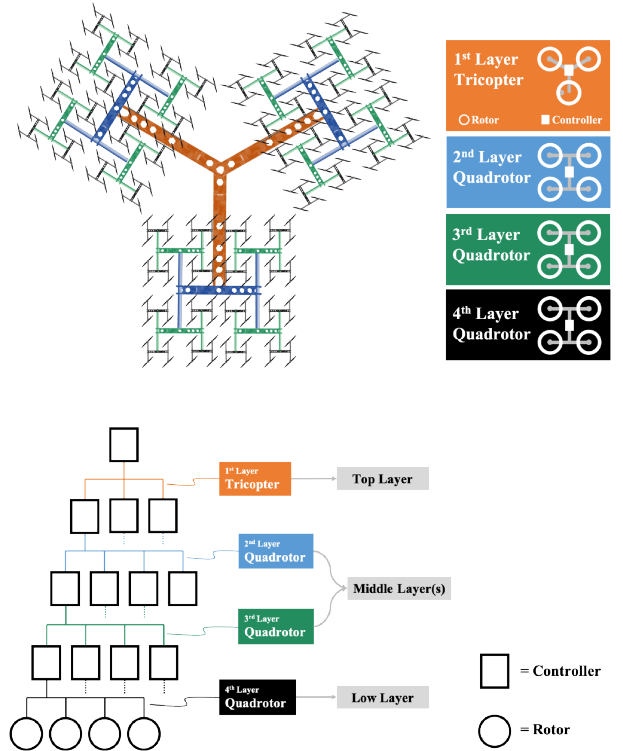 1st Layer
Tricopter
Rotor
Controller
2nd Layer
Quadrotor
3rd Layer
Quadrotor
4th Layer
Quadrotor
1st Layer
Tricopter
Top Layer
2nd Layer
Quadrotor
Middle Layer(s)
3rd Layer
Quadrotor
4th Layer
Quadrotor
Low Layer
= Controller
= Rotor